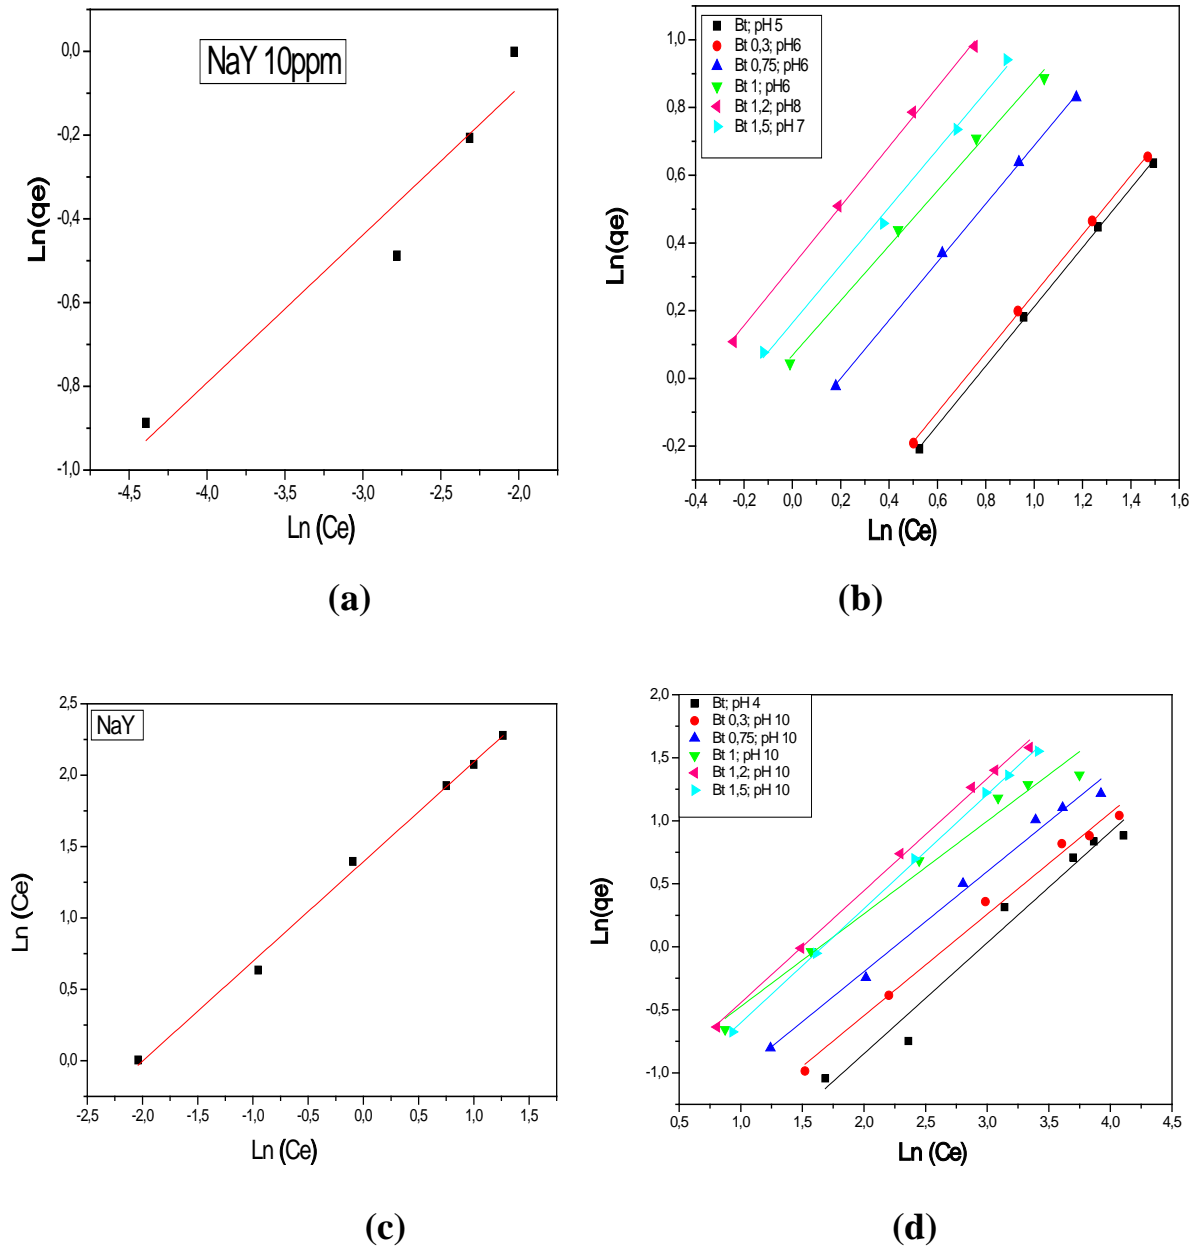 0,0
-0,2
-0,4
-0,6
-0,8
-1,0
Ln(qe)
NaY 10ppm
-4,5 -4,0 -3,5 -3,0 -2,5 -2,0
Ln (Ce)
(a)
1,0
0,8
0,6
0,4
0,2
0,0
-0,2
Ln(qe)
Bt; pH 5
Bt 0,3; pH6
Bt 0,75; pH6
Bt 1; pH6
Bt 1,2; pH8
Bt 1,5; pH 7
-0,4 -0,2 0,0 0,2 0,4 0,6 0,8 1,0 1,2 1,4 1,6
Ln (Ce)
(b)
2,5
2,0
1,5
1,0
0,5
0,0
Ln (Ce)
NaY
-2,5 -2,0 -1,5 -1,0 -0,5 0,0 0,5 1,0 1,5
Ln (Ce)
(c)
2,0
1,5
1,0
0,5
0,0
-0,5
-1,0
Ln(qe)
Bt; pH 4
Bt 0,3; pH 10
Bt 0,75; pH 10
Bt 1; pH 10
Bt 1,2; pH 10
Bt 1,5; pH 10
0,5 1,0 1,5 2,0 2,5 3,0 3,5 4,0 4,5
Ln (Ce)
(d)